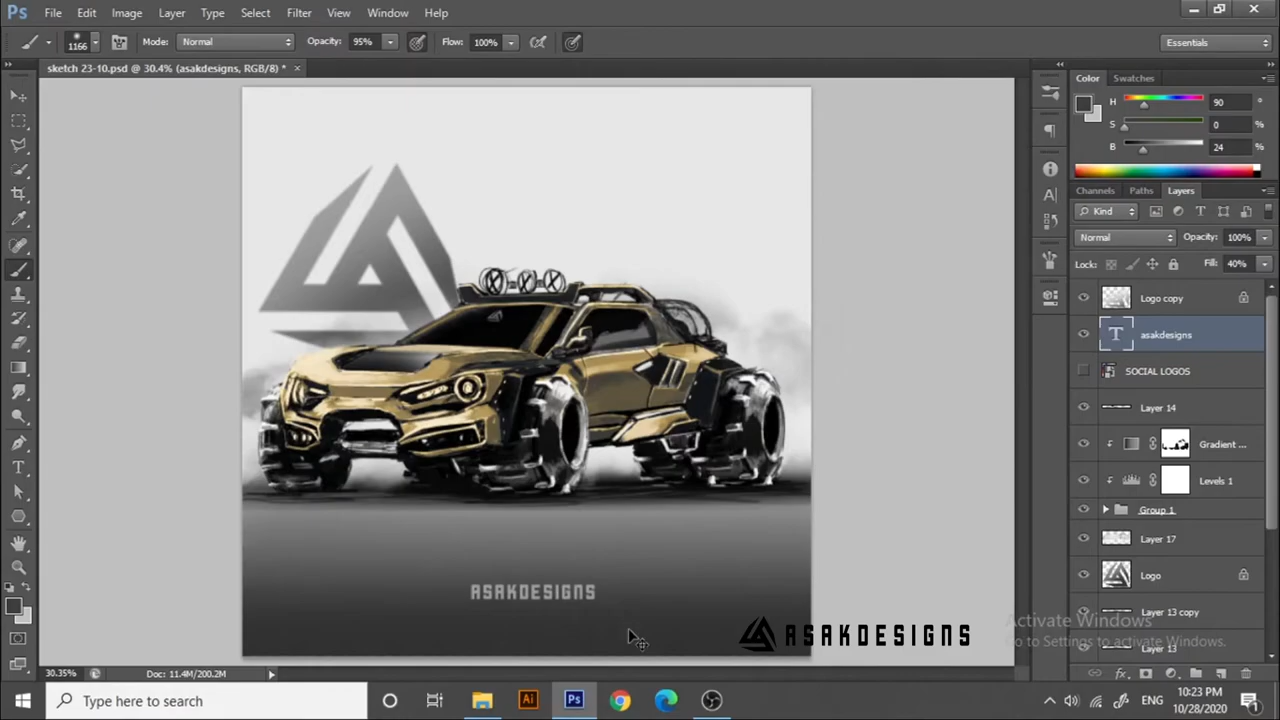 Ps File Edit Image Layer Type Select Filter View Window Help
1166 Mode: Normal Opacity: 95% Flow: 100% Essentials
sketch 23-10.psd @ 30.4% (asakdesigns, RGB/8) * ×
Color Swatches
H 90 °
S 0 %
B 24 %
Channels Paths Layers
Kind
Normal Opacity: 100%
Lock: Fill: 40%
Logo copy
asakdesigns
SOCIAL LOGOS
Layer 14
Gradient ...
Levels 1
Group 1
Layer 17
Logo
Layer 13 copy
Layer 13
ASAKDESIGNS
ASAKDESIGNS
Activate Windows
Go to Settings to activate Windows.
30.35% Doc: 11.4M/200.2M
Type here to search
Ai Ps
ENG
10:23 PM
10/28/2020
1